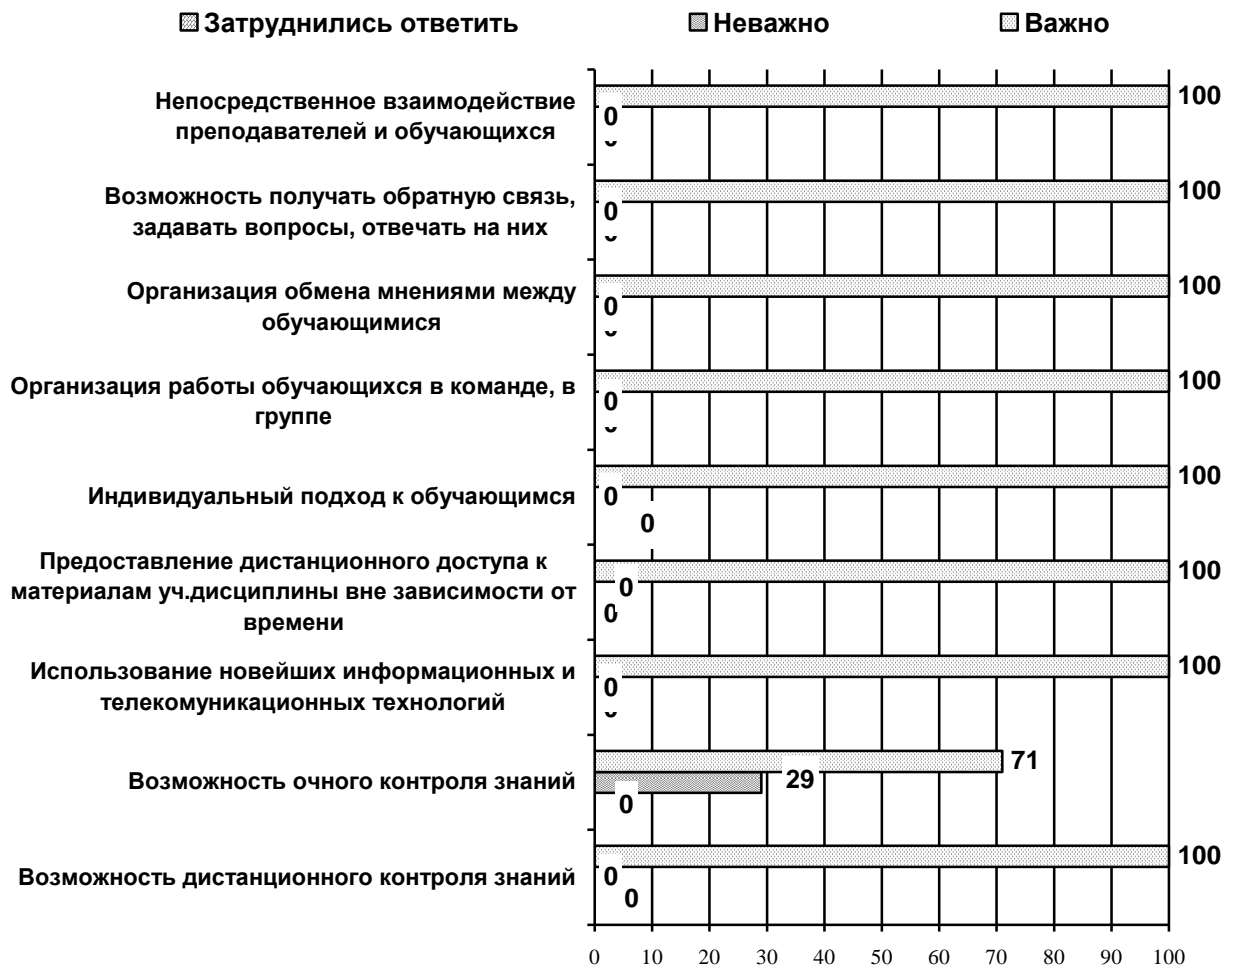 Затруднились ответить Неважно Важно
Непосредственное взаимодействие
преподавателей и обучающихся
100
0
Возможность получать обратную связь,
задавать вопросы, отвечать на них
100
0
Организация обмена мнениями между
обучающимися
100
0
Организация работы обучающихся в команде, в
группе
100
0
Индивидуальный подход к обучающимся
100
0
0
Предоставление дистанционного доступа к
материалам уч.дисциплины вне зависимости от
времени
100
0
0
Использование новейших информационных и
телекомуникационных технологий
100
0
Возможность очного контроля знаний
71
29
0
Возможность дистанционного контроля знаний
100
0
0
0 10 20 30 40 50 60 70 80 90 100